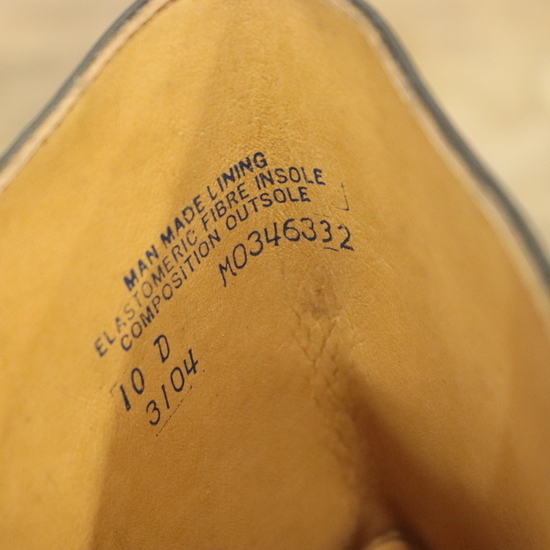 MAN MADE LINING
ELASTOMERIC FIBRE INSOLE
COMPOSITION OUTSOLE
M0346332
10 D
3104